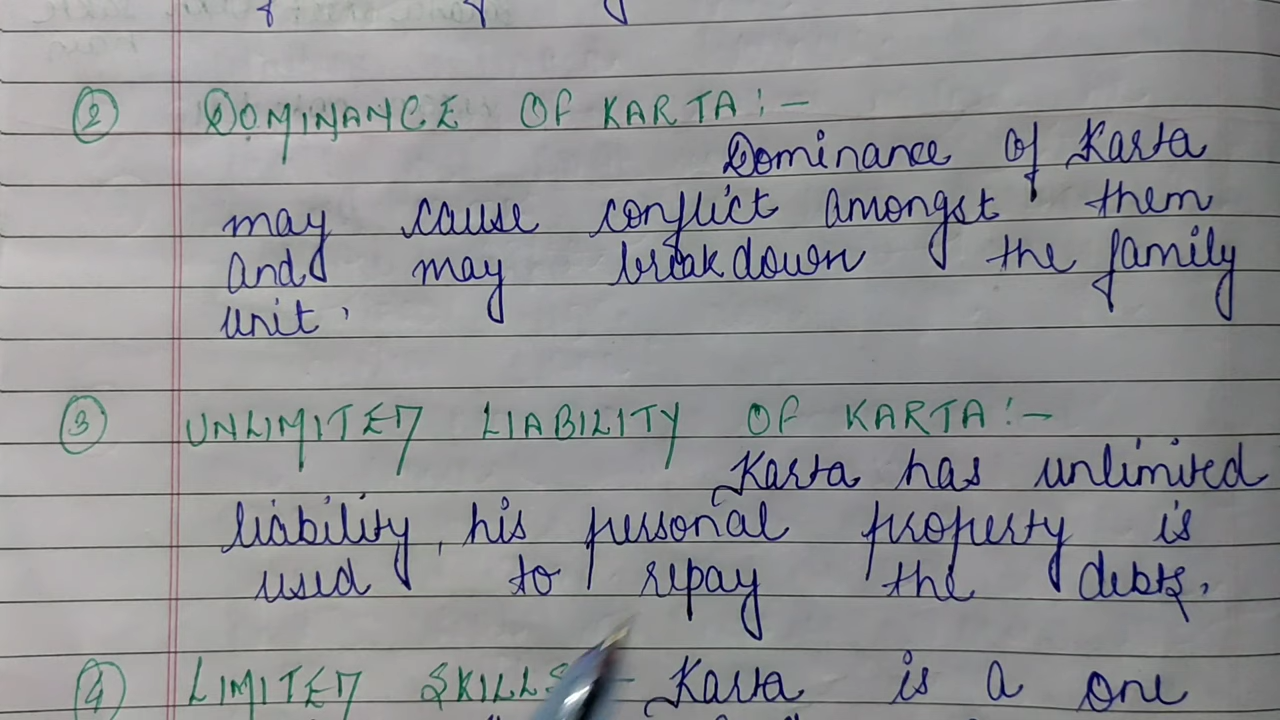 ② DOMINANCE OF KARTA:-
Dominance of Karta
may cause conflict amongst them
and may breakdown the family
unit.
③ UNLIMITED LIABILITY OF KARTA:-
Karta has unlimited
liability, his personal property is
used to repay the debts.
④ LIMITED SKILLS- Karta is a one